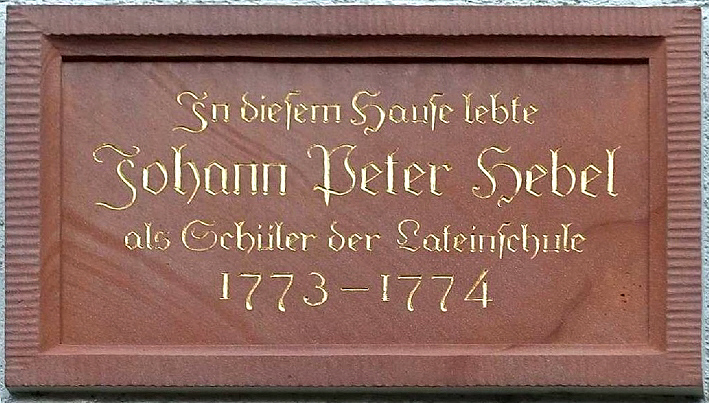 In diesem Hause lebte
Johann Peter Hebel
als Schüler der Lateinschule
1773–1774